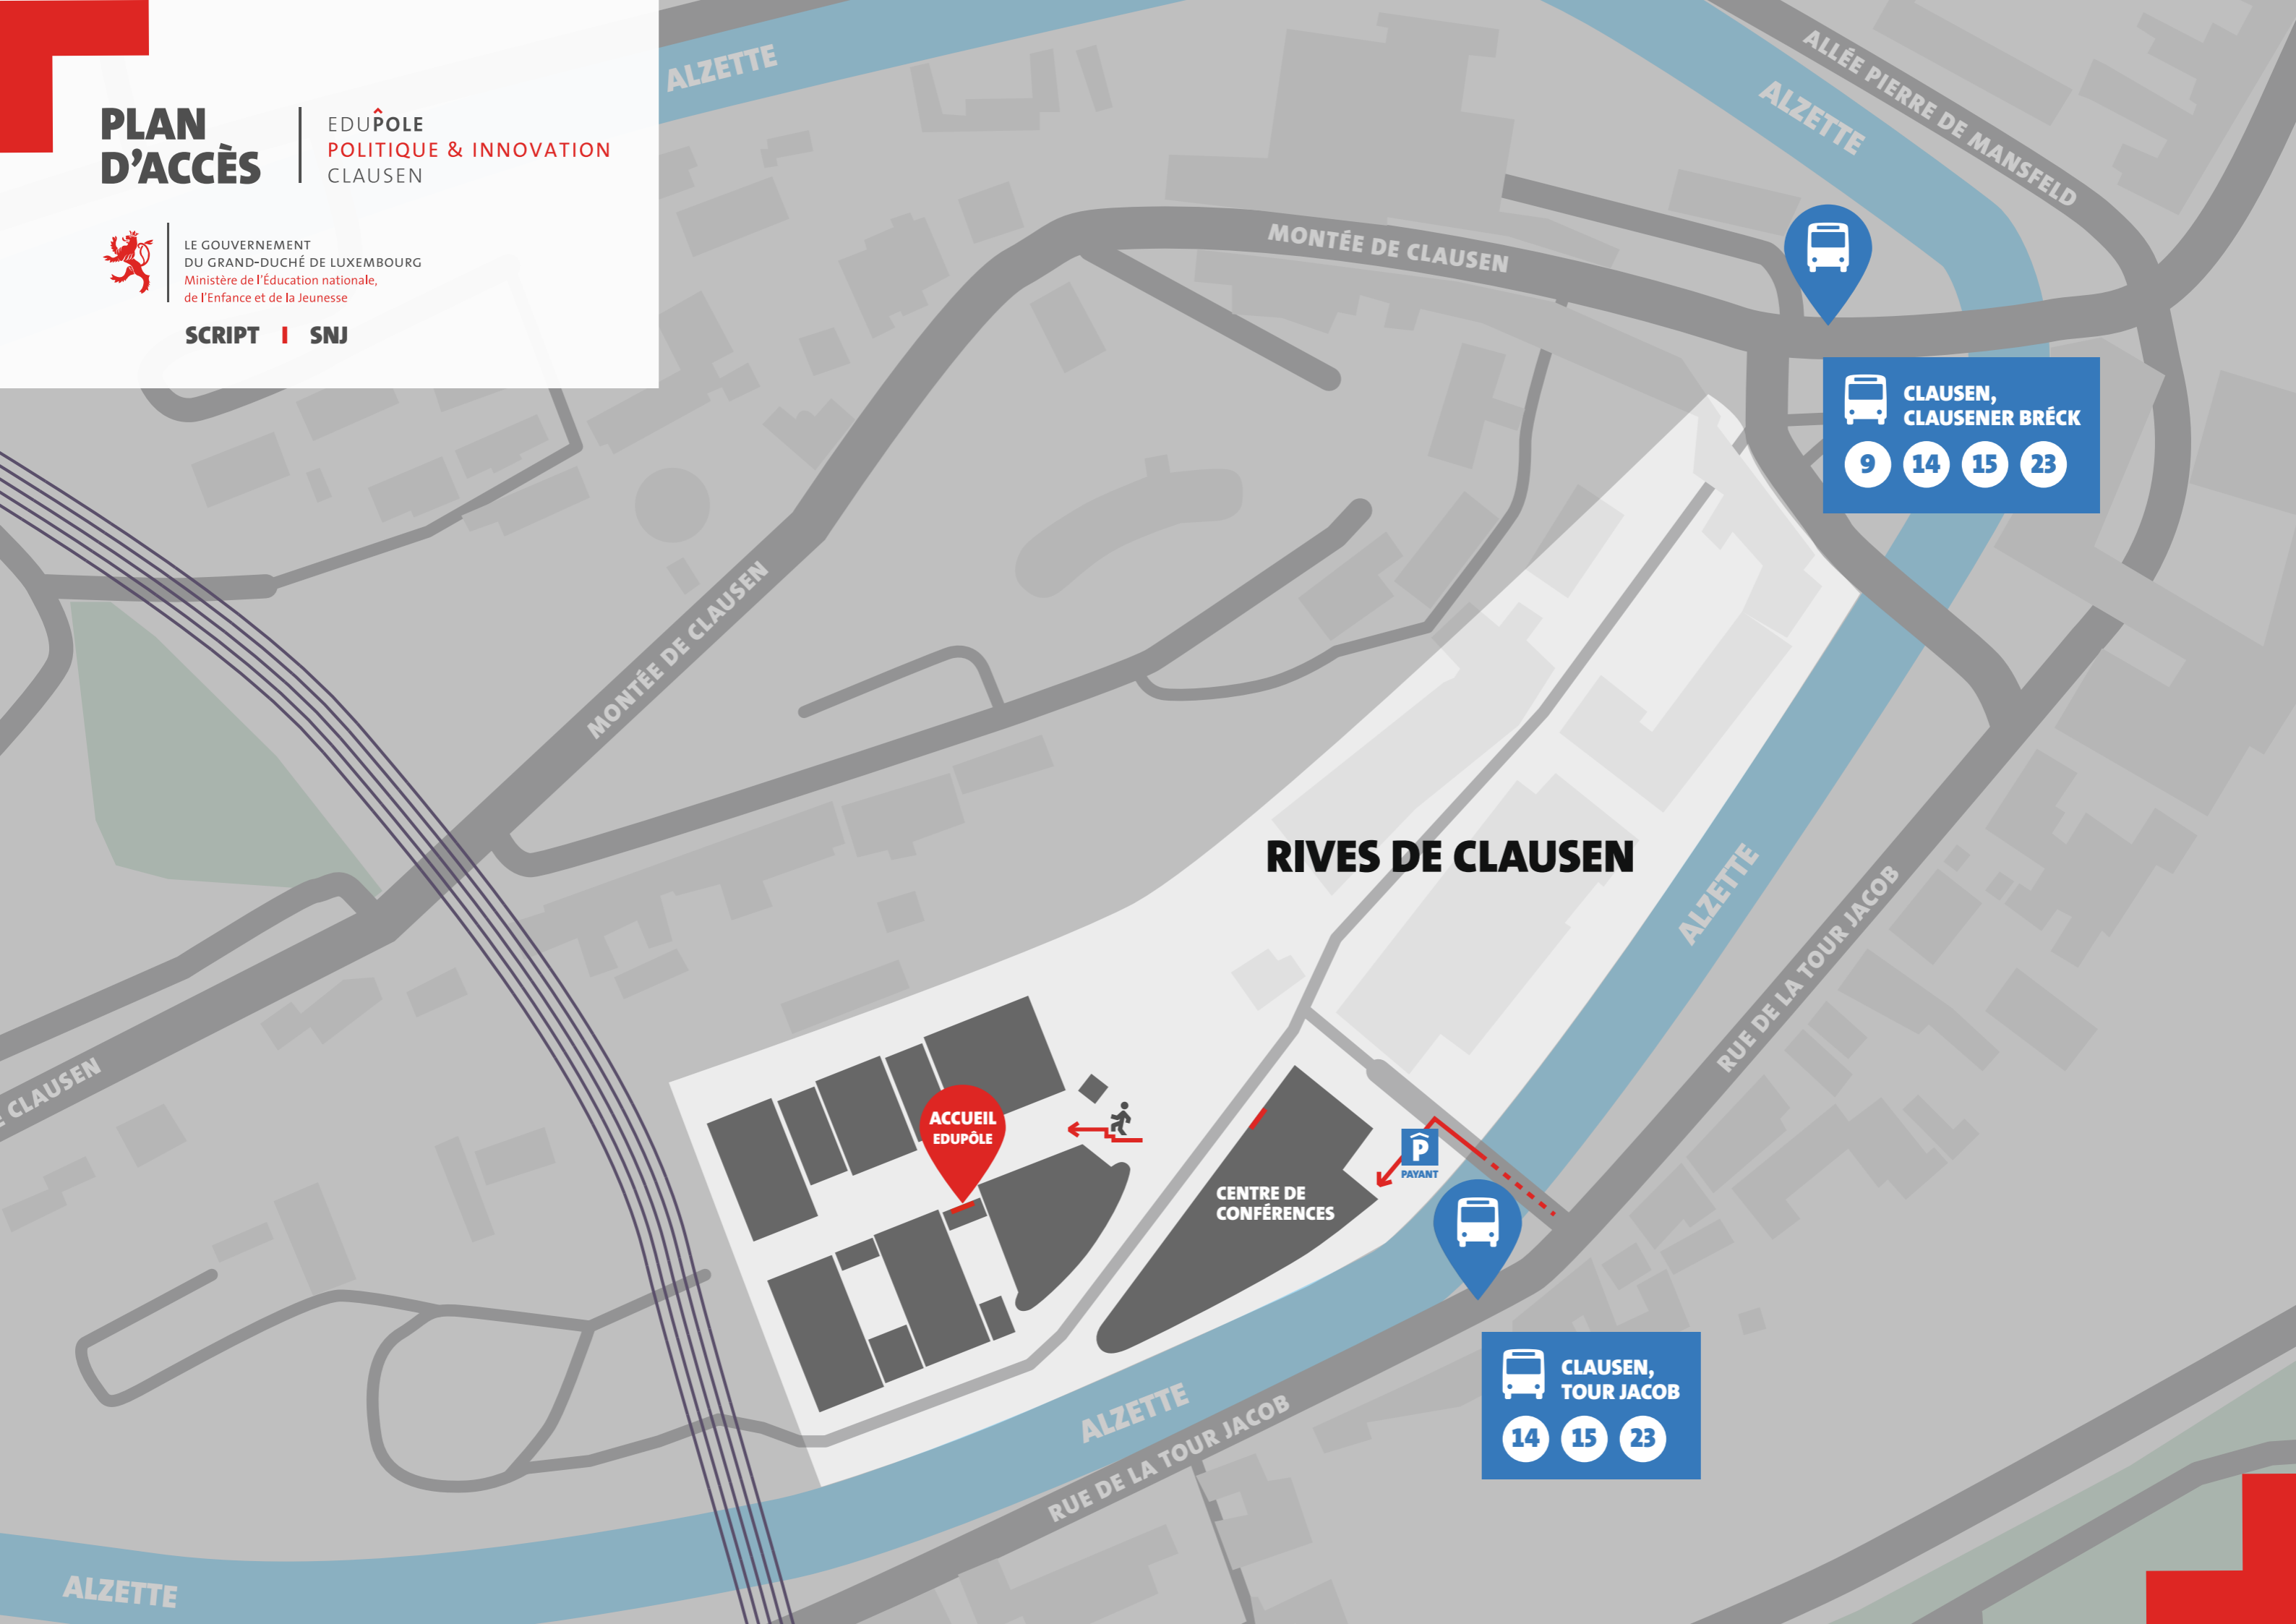 PLAN
D'ACCÈS
EDUPÔLE
POLITIQUE & INNOVATION
CLAUSEN
LE GOUVERNEMENT
DU GRAND-DUCHÉ DE LUXEMBOURG
Ministère de l'Éducation nationale,
de l'Enfance et de la Jeunesse
SCRIPT | SNJ
ALZETTE
ALLÉE PIERRE DE MANSFELD
ALZETTE
MONTÉE DE CLAUSEN
CLAUSEN,
CLAUSENER BRÉCK
9 14 15 23
MONTÉE DE CLAUSEN
RIVES DE CLAUSEN
ALZETTE
RUE DE LA TOUR JACOB
E CLAUSEN
ACCUEIL
EDUPÔLE
P
PAYANT
CENTRE DE
CONFÉRENCES
CLAUSEN,
TOUR JACOB
14 15 23
ALZETTE
RUE DE LA TOUR JACOB
ALZETTE